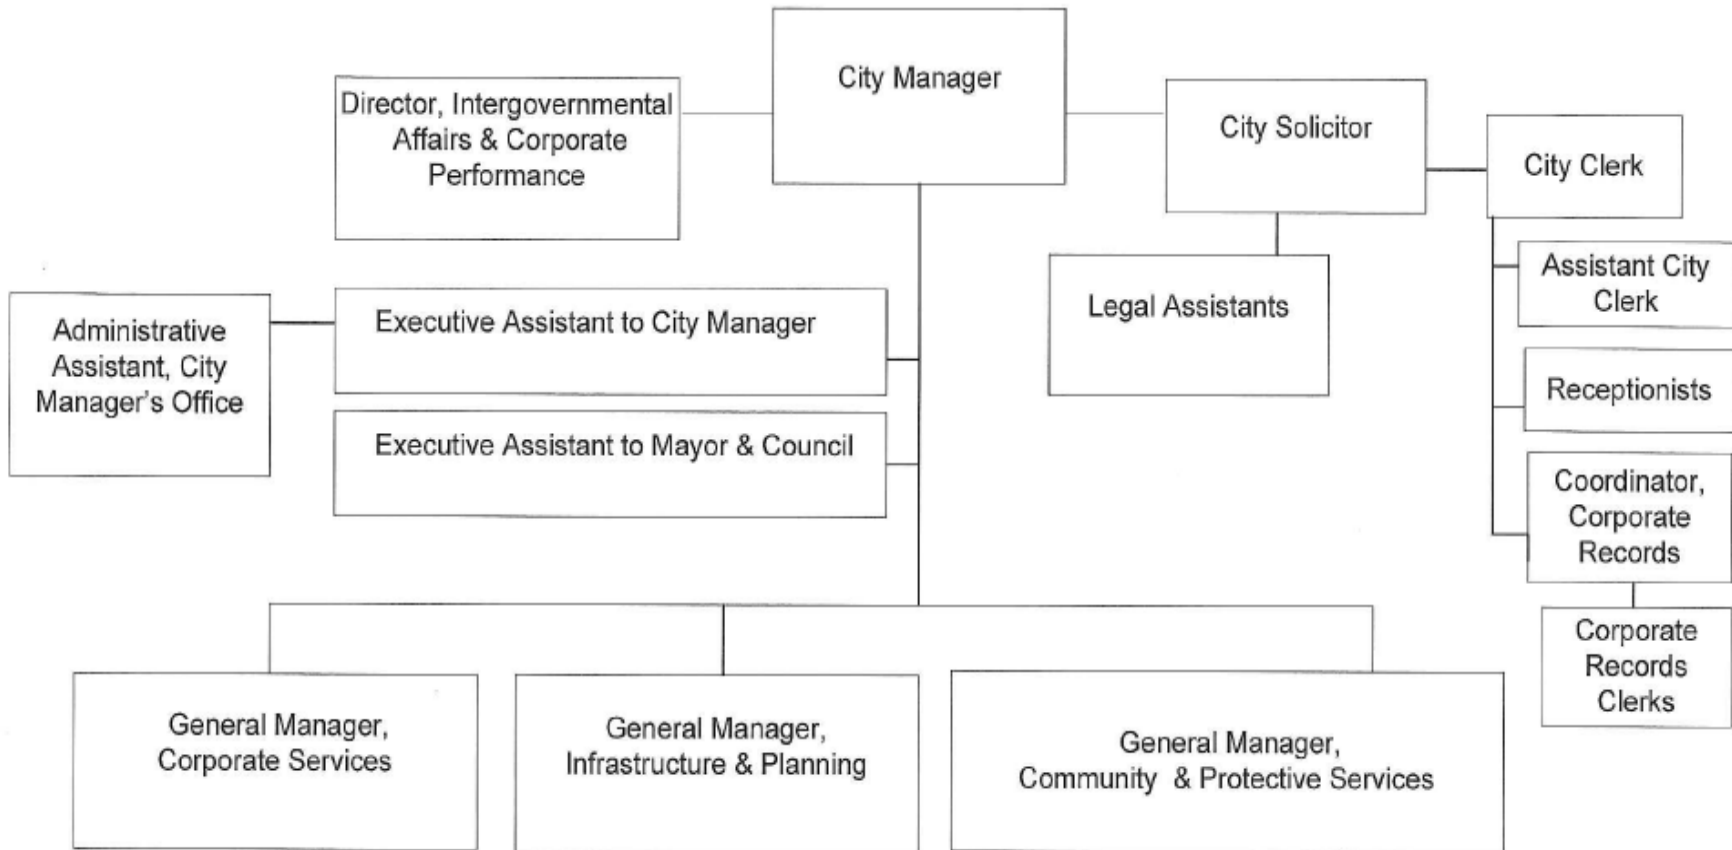 City Manager
Director, Intergovernmental
Affairs & Corporate
Performance
City Solicitor
City Clerk
Legal Assistants
Assistant City
Clerk
Receptionists
Coordinator,
Corporate
Records
Corporate
Records
Clerks
Executive Assistant to City Manager
Administrative
Assistant, City
Manager's Office
Executive Assistant to Mayor & Council
General Manager,
Corporate Services
General Manager,
Infrastructure & Planning
General Manager,
Community & Protective Services